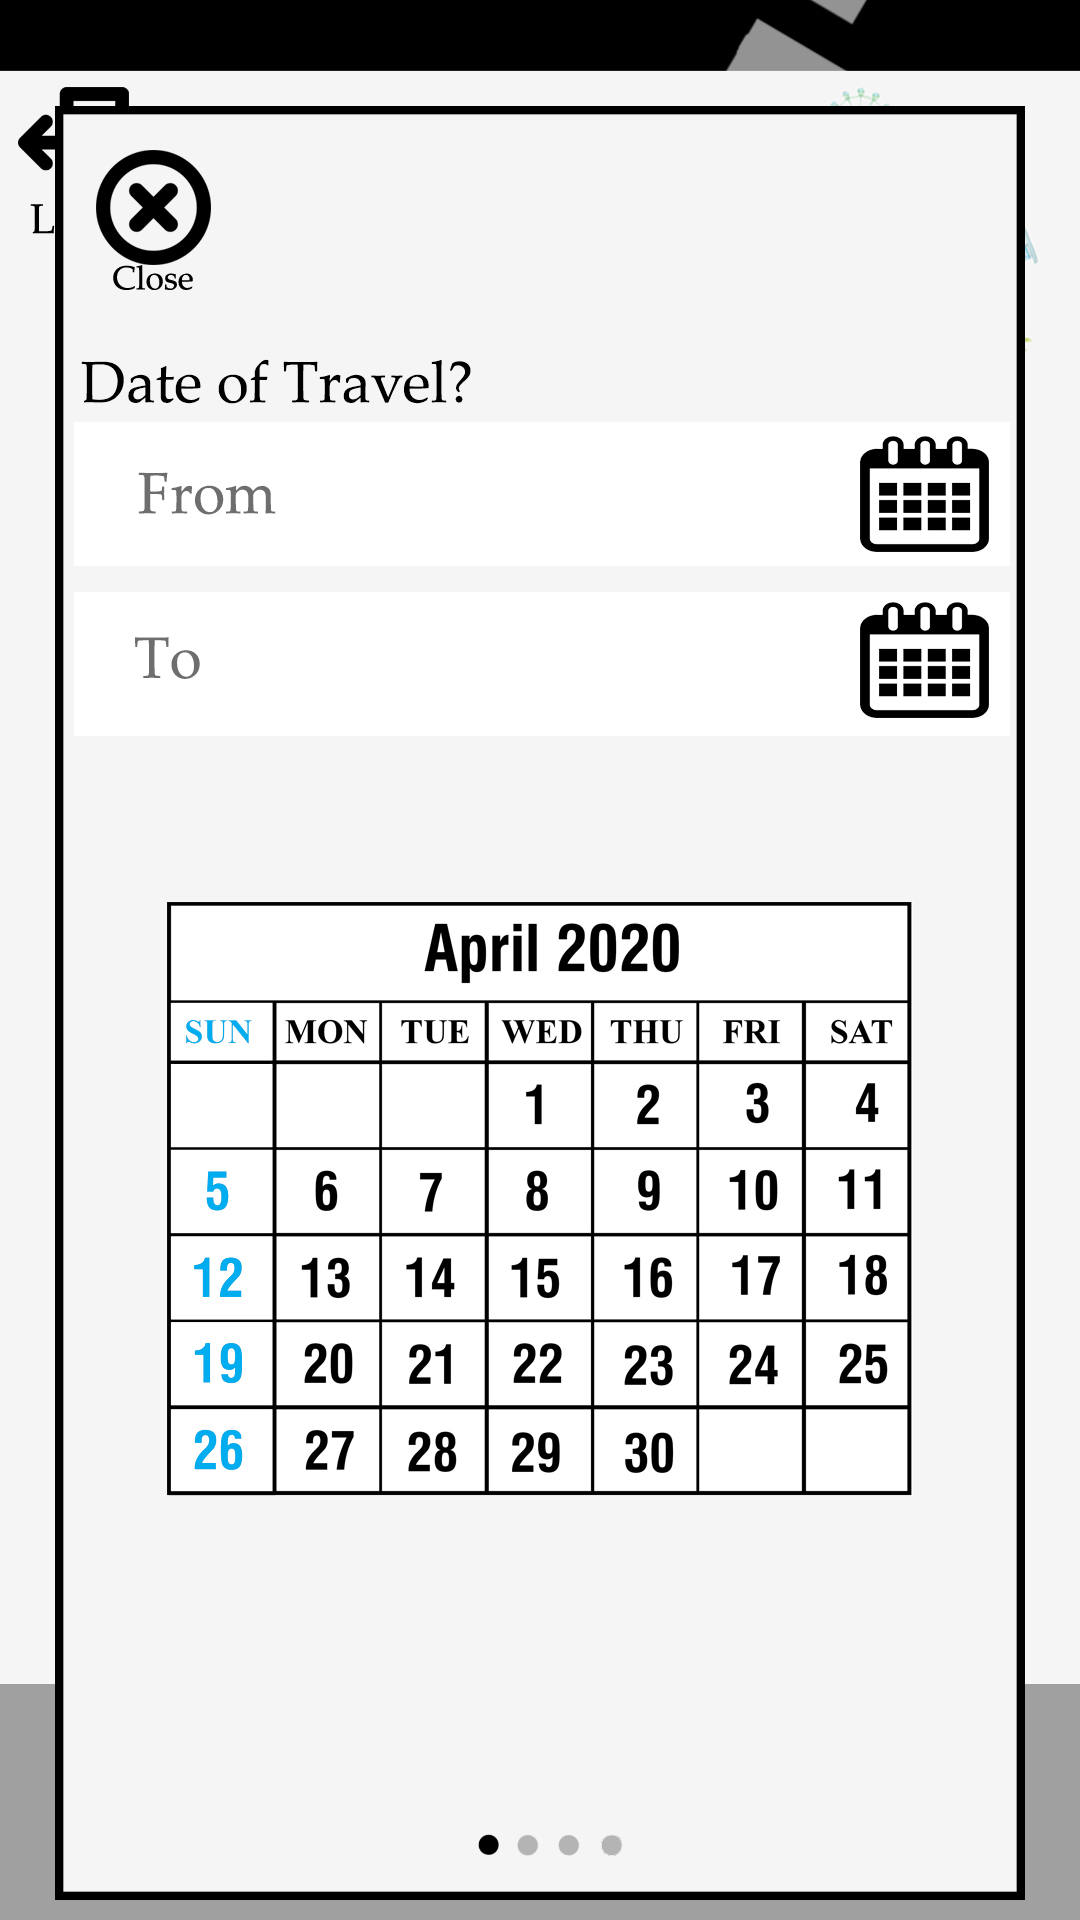 L
Close
Date of Travel?
From
To
April 2020
SUN MON TUE WED THU FRI SAT
1 2 3 4
5 6 7 8 9 10 11
12 13 14 15 16 17 18
19 20 21 22 23 24 25
26 27 28 29 30